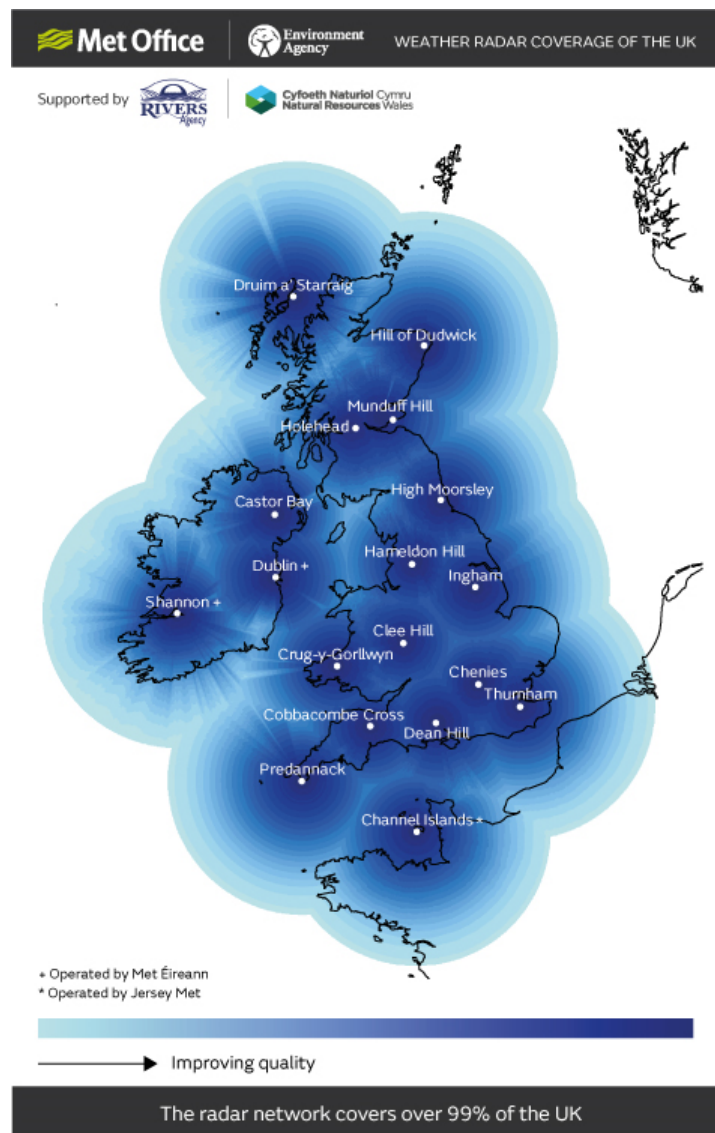 Met Office
Environment
Agency
WEATHER RADAR COVERAGE OF THE UK
Supported by
RIVERS
Agency
Cyfoeth Naturiol Cymru
Natural Resources Wales
Druim a' Starraig
Hill of Dudwick
Munduff Hill
Holehead
High Moorsley
Castor Bay
Hameldon Hill
Dublin +
Ingham
Shannon +
Clee Hill
Crug-y-Gorllwyn
Chenies
Thurnham
Cobbacombe Cross
Dean Hill
Predannack
Channel Islands *
+ Operated by Met Éireann
* Operated by Jersey Met
Improving quality
The radar network covers over 99% of the UK